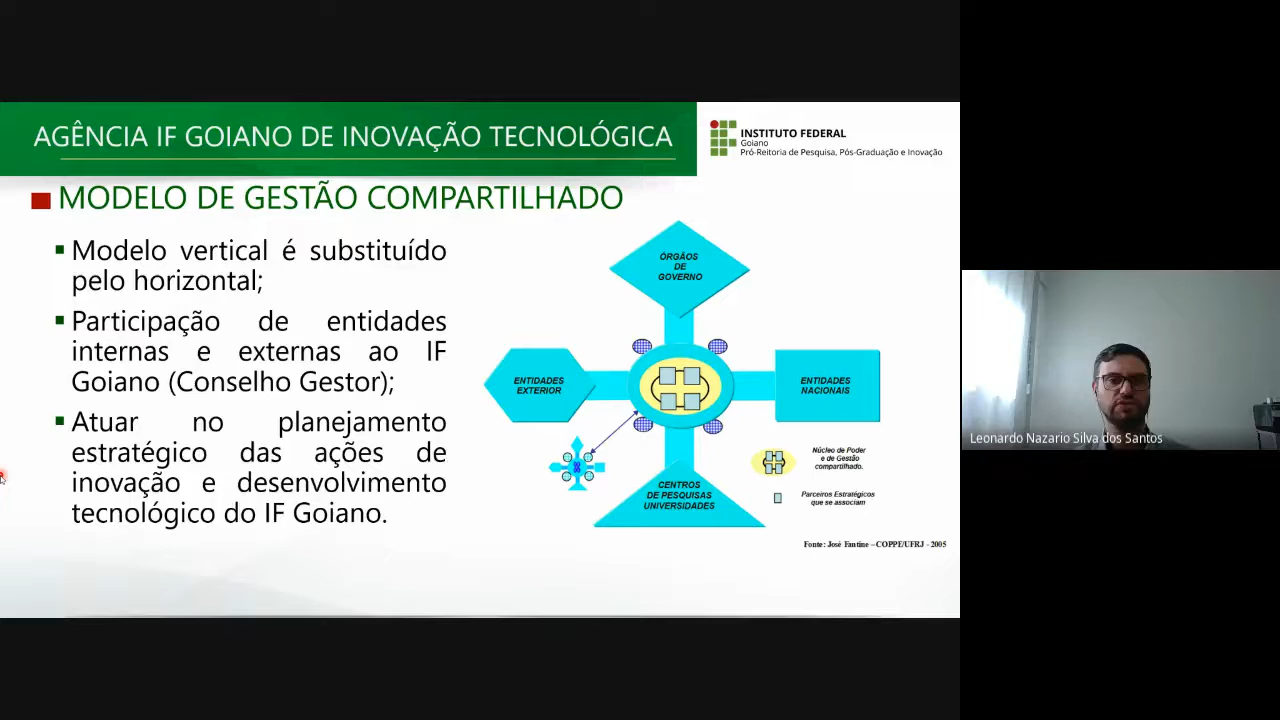 AGÊNCIA IF GOIANO DE INOVAÇÃO TECNOLÓGICA
INSTITUTO FEDERAL
Goiano
Pró-Reitoria de Pesquisa, Pós-Graduação e Inovação
MODELO DE GESTÃO COMPARTILHADO
Modelo vertical é substituído
pelo horizontal;
Participação de entidades
internas e externas ao IF
Goiano (Conselho Gestor);
Atuar no planejamento
estratégico das ações de
inovação e desenvolvimento
tecnológico do IF Goiano.
ÓRGÃOS
DE
GOVERNO
ENTIDADES
EXTERIOR
ENTIDADES
NACIONAIS
CENTROS
DE PESQUISAS
UNIVERSIDADES
Núcleo de Poder
e de Gestão
compartilhado.
Parceiros Estratégicos
que se associam
Fonte: José Fantine – COPPE/UFRJ - 2005
Leonardo Nazario Silva dos Santos